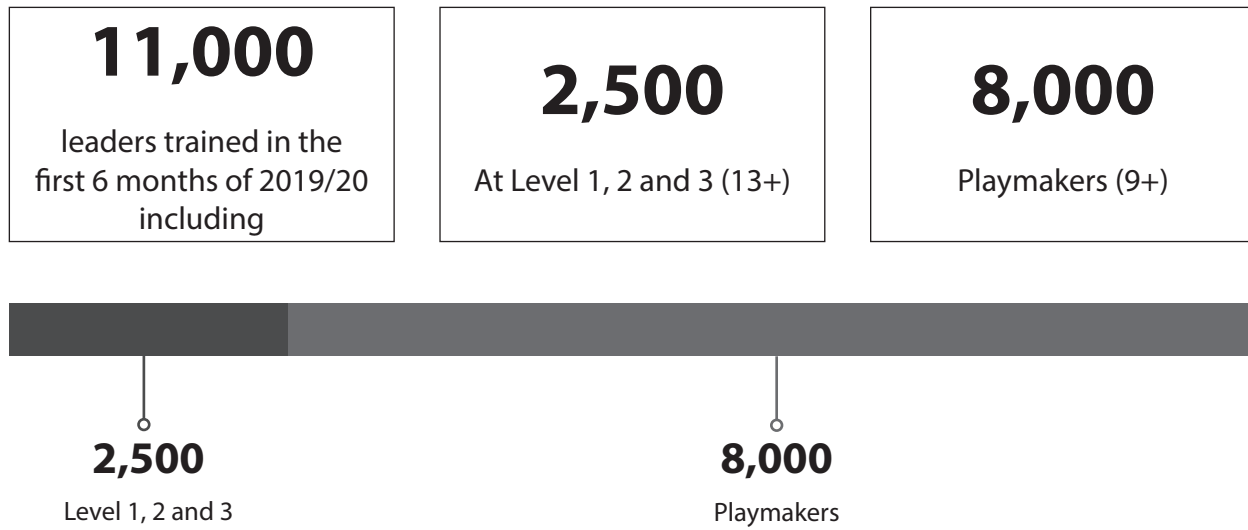 11,000
leaders trained in the
first 6 months of 2019/20
including
2,500
At Level 1, 2 and 3 (13+)
8,000
Playmakers (9+)
2,500
Level 1, 2 and 3
8,000
Playmakers